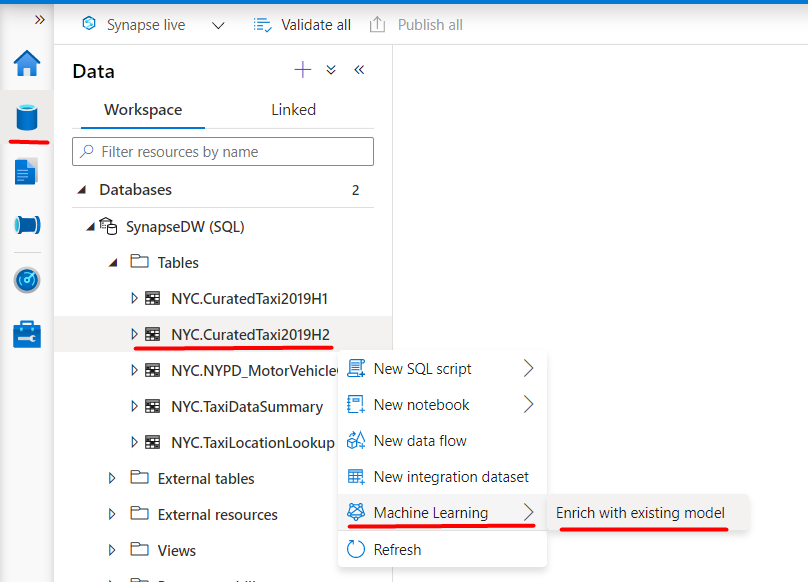 Synapse live
Validate all
Publish all
Data
Workspace
Linked
Filter resources by name
Databases 2
SynapseDW (SQL)
Tables
NYC.CuratedTaxi2019H1
NYC.CuratedTaxi2019H2
NYC.NYPD_MotorVehicle
NYC.TaxiDataSummary
NYC.TaxiLocationLookup
External tables
External resources
Views
New SQL script
New notebook
New data flow
New integration dataset
Machine Learning
Enrich with existing model
Refresh